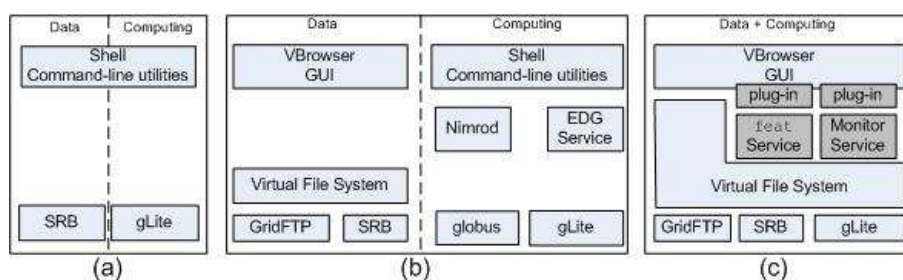 Data
Computing
Shell
Command-line utilities
SRB
gLite
(a)
Data
Computing
VBrowser
GUI
Shell
Command-line utilities
Nimrod
EDG
Service
Virtual File System
GridFTP
SRB
globus
gLite
(b)
Data + Computing
VBrowser
GUI
plug-in
plug-in
feat
Service
Monitor
Service
Virtual File System
GridFTP
SRB
gLite
(c)